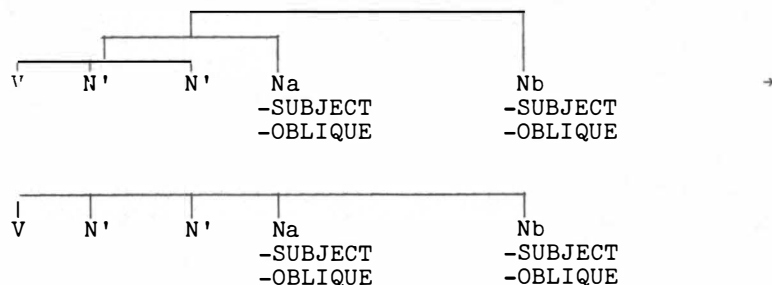 V N' N' Na Nb →
-SUBJECT -SUBJECT
-OBLIQUE -OBLIQUE
V N' N' Na Nb
-SUBJECT -SUBJECT
-OBLIQUE -OBLIQUE